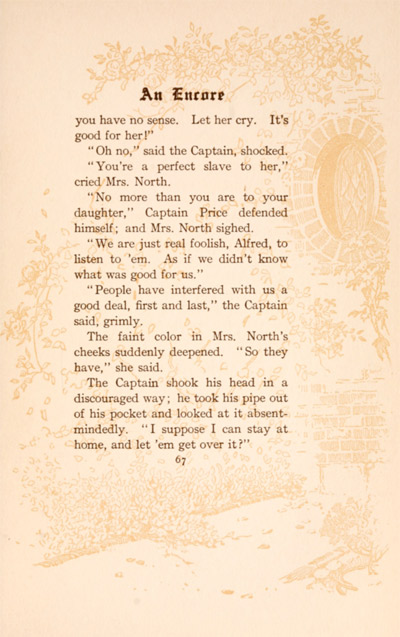 An Encore
you have no sense. Let her cry. It's
good for her!"
"Oh no," said the Captain, shocked.
"You're a perfect slave to her,"
cried Mrs. North.
"No more than you are to your
daughter," Captain Price defended
himself; and Mrs. North sighed.
"We are just real foolish, Alfred, to
listen to 'em. As if we didn't know
what was good for us."
"People have interfered with us a
good deal, first and last," the Captain
said, grimly.
The faint color in Mrs. North's
cheeks suddenly deepened. "So they
have," she said.
The Captain shook his head in a
discouraged way; he took his pipe out
of his pocket and looked at it absent-
mindedly. "I suppose I can stay at
home, and let 'em get over it?"
67